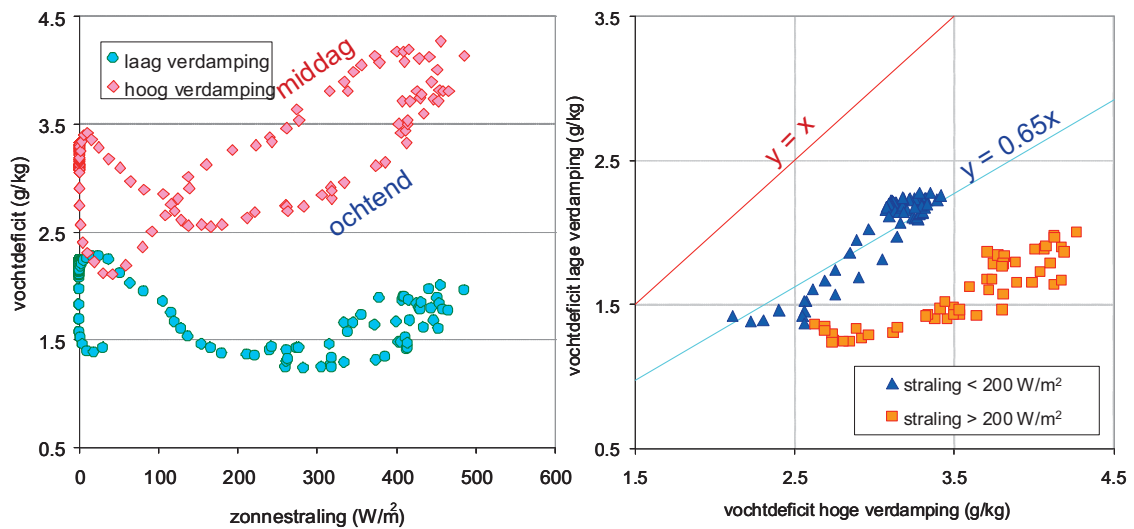 4.5
3.5
2.5
1.5
0.5
vochtdeficit (g/kg)
laag verdamping
hoog verdamping
middag
ochtend
0 100 200 300 400 500 600
zonnestraling (W/m²)
3.5
2.5
1.5
0.5
vochtdeficit lage verdamping (g/kg)
y = x
y = 0.65x
straling < 200 W/m²
straling > 200 W/m²
1.5 2.5 3.5 4.5
vochtdeficit hoge verdamping (g/kg)